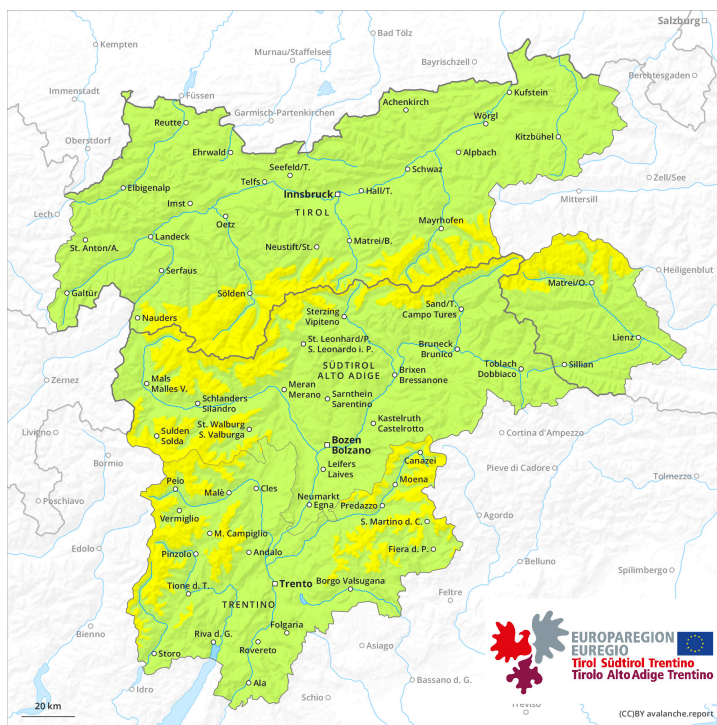 Salzburg
Kempten
Bad Tölz
Murnau/Staffelsee
Bayrischzell
Berchtesgaden
Immenstadt
Füssen
Garmisch-Partenkirchen
Achenkirch
Kufstein
Reutte
Wörgl
Oberstdorf
Kitzbühel
Ehrwald
Alpbach
Seefeld/T.
Schwaz
Zell/See
Elbigenalp
Telfs
Innsbruck
Hall/T.
Mittersill
Lech
Imst
TIROL
Oetz
Mayrhofen
St. Anton/A.
Landeck
Neustift/St.
Matrei/B.
Serfaus
Heiligenblut
Galtür
Sölden
Matrei/O.
Nauders
Sterzing
Vipiteno
Sand/T.
Campo Tures
Lienz
St. Leonhard/P.
S. Leonardo i. P.
Bruneck
Brunico
Toblach
Dobbiaco
Sillian
SÜDTIROL
ALTO ADIGE
Brixen
Bressanone
Zernez
Mals
Malles V.
Meran
Merano
Schlanders
Silandro
Sarnthein
Sarentino
St. Walburg
S. Valburga
Kastelruth
Castelrotto
Livigno
Sulden
Solda
Bozen
Bolzano
Cortina d'Ampezzo
Bormio
Canazei
Leifers
Laives
Pieve di Cadore
Poschiavo
Peio
Malè
Cles
Moena
Tolmezzo
Neumarkt
Egna
Predazzo
Vermiglio
S. Martino d. C.
Agordo
M. Campiglio
Edolo
Pinzolo
Andalo
Fiera d. P.
Belluno
Spilimbergo
Tione d. T.
Trento
Borgo Valsugana
Feltre
TRENTINO
Folgaria
Bienno
Riva d. G.
Rovereto
Asiago
Storo
Bassano d. G.
Idro
Ala
Schio
Treviso
EUROPAREGION
EUREGIO
Tirol Südtirol Trentino
Tirolo Alto Adige Trentino
20 km
(CC)BY avalanche.report